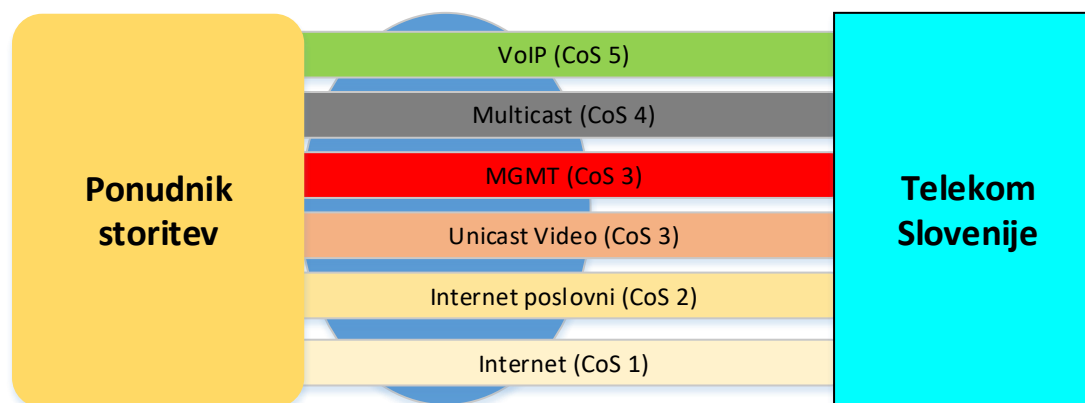 Ponudnik
storitev
VoIP (CoS 5)
Multicast (CoS 4)
MGMT (CoS 3)
Unicast Video (CoS 3)
Internet poslovni (CoS 2)
Internet (CoS 1)
Telekom
Slovenije